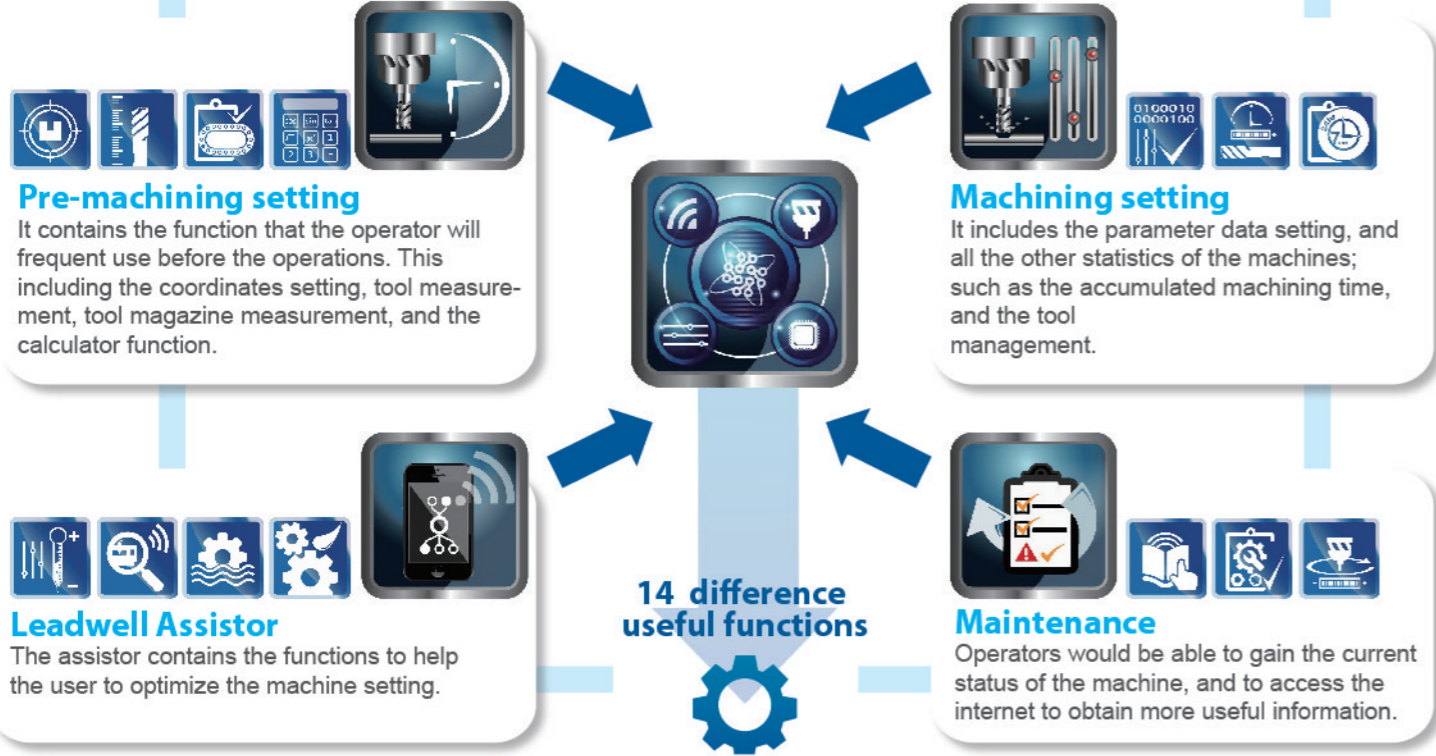 Pre-machining setting
It contains the function that the operator will
frequent use before the operations. This
including the coordinates setting, tool measure-
ment, tool magazine measurement, and the
calculator function.
0100010
0000100
Machining setting
It includes the parameter data setting, and
all the other statistics of the machines;
such as the accumulated machining time,
and the tool
management.
Leadwell Assistor
The assistor contains the functions to help
the user to optimize the machine setting.
14 difference
useful functions
Maintenance
Operators would be able to gain the current
status of the machine, and to access the
internet to obtain more useful information.